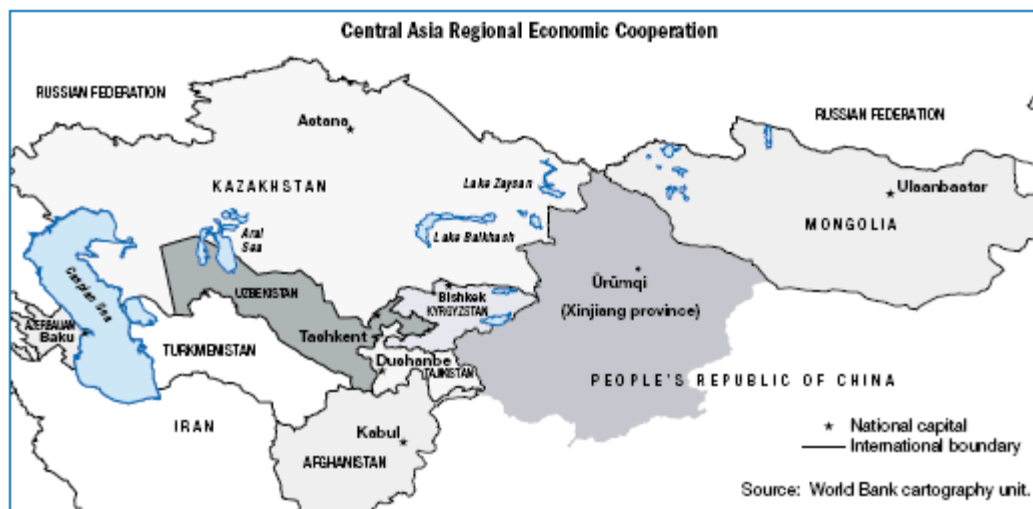 Central Asia Regional Economic Cooperation
RUSSIAN FEDERATION
RUSSIAN FEDERATION
Astana
KAZAKHSTAN
Lake Zaysan
Ulaanbaatar
MONGOLIA
Aral
Sea
Lake Balkhash
Caspian Sea
Ürümqi
(Xinjiang province)
UZBEKISTAN
Bishkek
KYRGYZSTAN
AZERBAIJAN
Baku
Tashkent
TURKMENISTAN
Dushanbe
TAJIKISTAN
PEOPLE'S REPUBLIC OF CHINA
IRAN
Kabul
AFGHANISTAN
National capital
International boundary
Source: World Bank cartography unit.